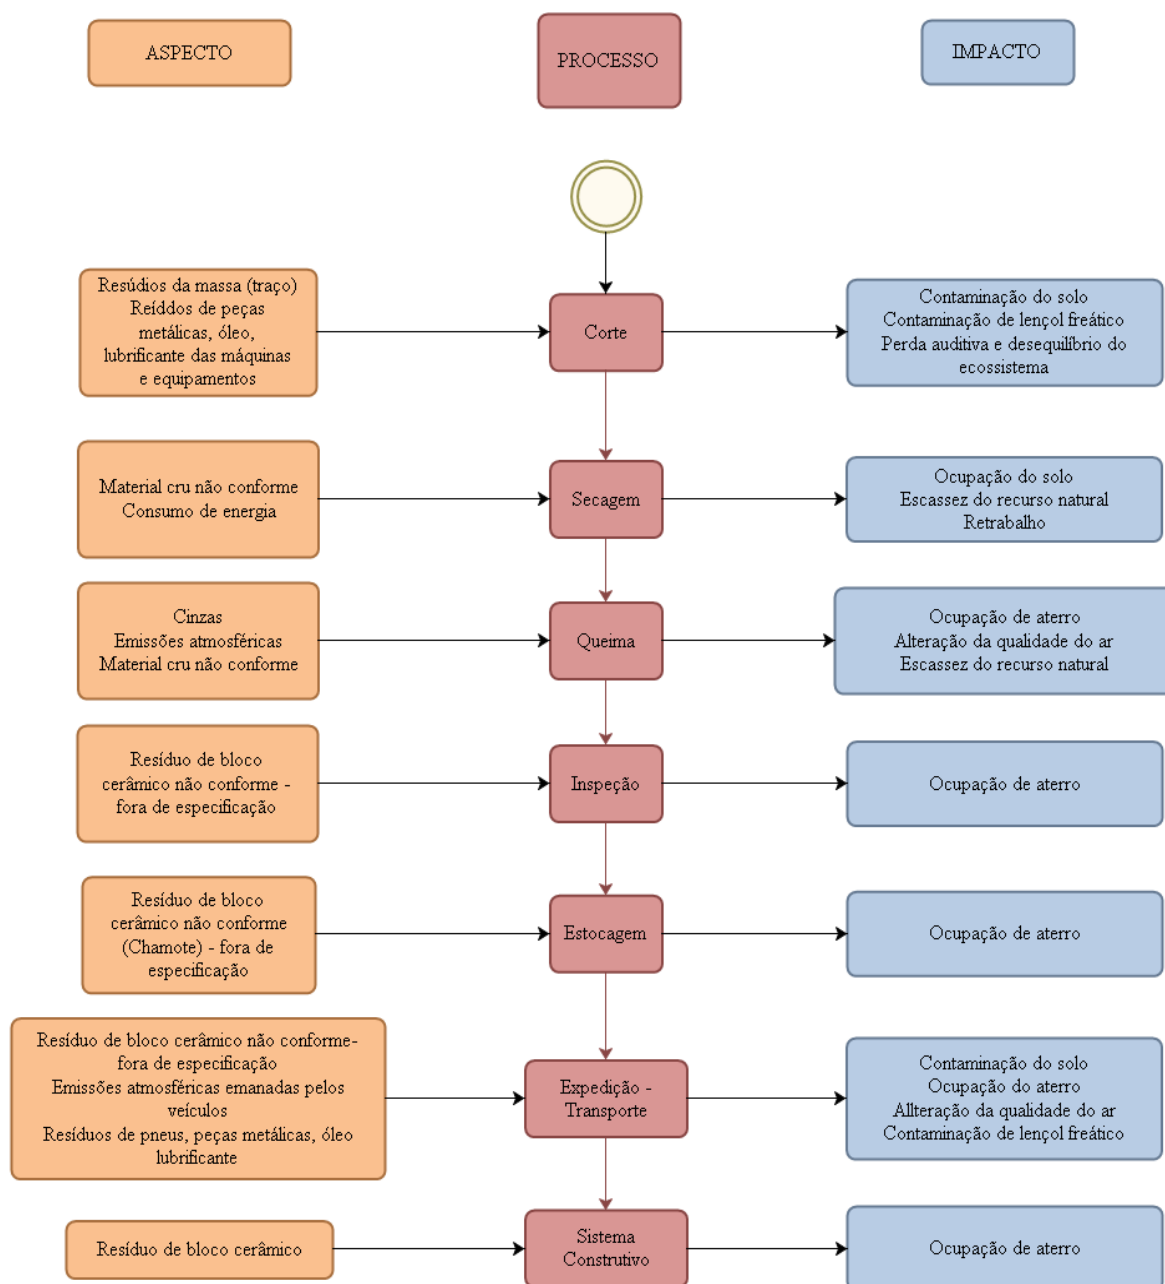 ASPECTO
PROCESSO
IMPACTO
Resúdios da massa (traço)
Reíddos de peças
metálicas, óleo,
lubrificante das máquinas
e equipamentos
Corte
Contaminação do solo
Contaminação de lençol freático
Perda auditiva e desequilíbrio do
ecossistema
Material cru não conforme
Consumo de energia
Secagem
Ocupação do solo
Escassez do recurso natural
Retrabalho
Cinzas
Emissões atmosféricas
Material cru não conforme
Queima
Ocupação de aterro
Alteração da qualidade do ar
Escassez do recurso natural
Resíduo de bloco
cerâmico não conforme -
fora de especificação
Inspeção
Ocupação de aterro
Resíduo de bloco
cerâmico não conforme
(Chamote) - fora de
especificação
Estocagem
Ocupação de aterro
Resíduo de bloco cerâmico não conforme-
fora de especificação
Emissões atmosféricas emanadas pelos
veículos
Resíduos de pneus, peças metálicas, óleo
lubrificante
Expedição -
Transporte
Contaminação do solo
Ocupação do aterro
Allteração da qualidade do ar
Contaminação de lençol freático
Resíduo de bloco cerâmico
Sistema
Construtivo
Ocupação de aterro